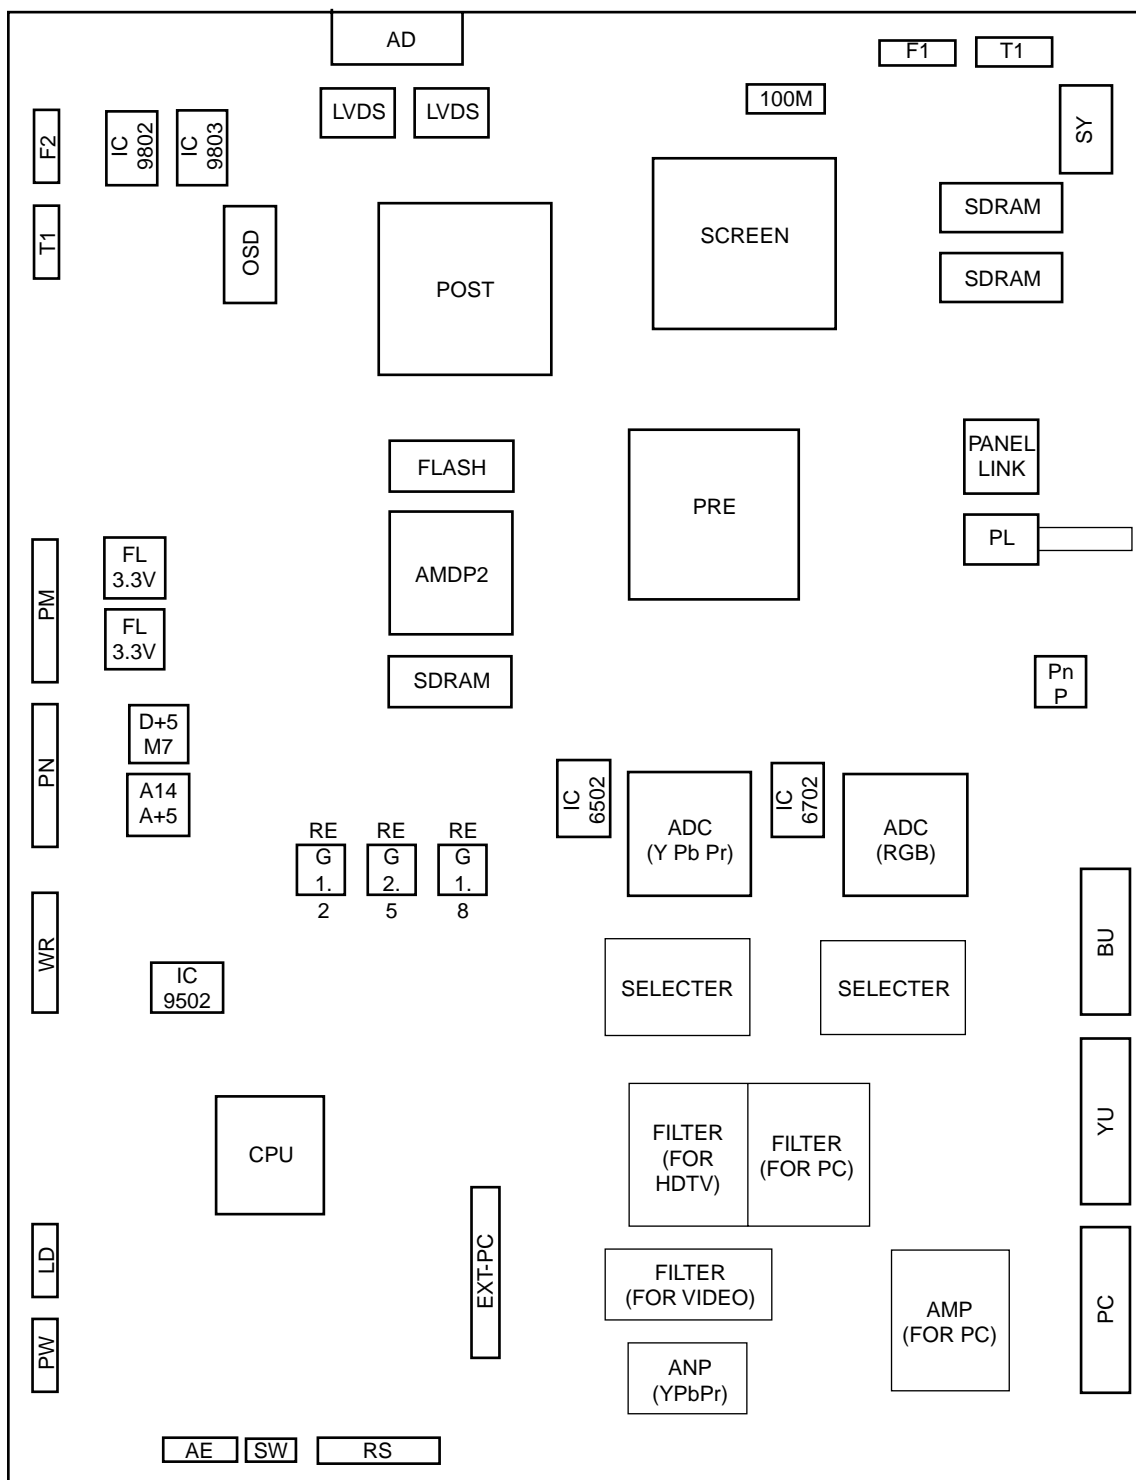 AD
F1
T1
LVDS
LVDS
100M
SY
F2
IC
9802
IC
9803
T1
OSD
POST
SCREEN
SDRAM
SDRAM
FLASH
PRE
PANEL
LINK
AMDP2
PL
PM
FL
3.3V
FL
3.3V
SDRAM
Pn
P
PN
D+5
M7
A14
A+5
IC
6502
ADC
(Y Pb Pr)
IC
6702
ADC
(RGB)
RE
G
1.
2
RE
G
2.
5
RE
G
1.
8
WR
IC
9502
SELECTER
SELECTER
BU
CPU
FILTER
(FOR
HDTV)
FILTER
(FOR PC)
YU
LD
EXT-PC
FILTER
(FOR VIDEO)
AMP
(FOR PC)
PC
PW
ANP
(YPbPr)
AE
SW
RS